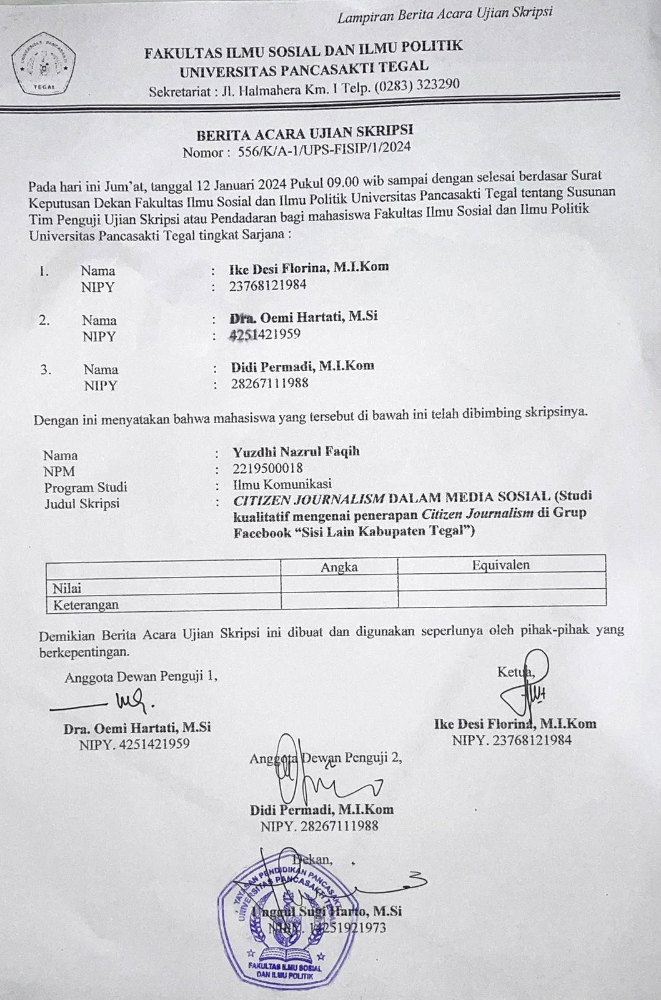 Lampiran Berita Acara Ujian Skripsi
UNIVERSITAS PANCASAKTI
TEGAL
FAKULTAS ILMU SOSIAL DAN ILMU POLITIK
UNIVERSITAS PANCASAKTI TEGAL
Sekretariat : Jl. Halmahera Km. I Telp. (0283) 323290
BERITA ACARA UJIAN SKRIPSI
Nomor : 556/K/A-1/UPS-FISIP/1/2024
Pada hari ini Jum'at, tanggal 12 Januari 2024 Pukul 09.00 wib sampai dengan selesai berdasar Surat
Keputusan Dekan Fakultas Ilmu Sosial dan Ilmu Politik Universitas Pancasakti Tegal tentang Susunan
Tim Penguji Ujian Skripsi atau Pendadaran bagi mahasiswa Fakultas Ilmu Sosial dan Ilmu Politik
Universitas Pancasakti Tegal tingkat Sarjana :
1. Nama : Ike Desi Florina, M.I.Kom
NIPY : 23768121984
2. Nama : Dra. Oemi Hartati, M.Si
NIPY : 4251421959
3. Nama : Didi Permadi, M.I.Kom
NIPY : 28267111988
Dengan ini menyatakan bahwa mahasiswa yang tersebut di bawah ini telah dibimbing skripsinya.
Nama : Yuzdhi Nazrul Faqih
NPM : 2219500018
Program Studi : Ilmu Komunikasi
Judul Skripsi : CITIZEN JOURNALISM DALAM MEDIA SOSIAL (Studi
kualitatif mengenai penerapan Citizen Journalism di Grup
Facebook “Sisi Lain Kabupaten Tegal”)
Angka Equivalen
Nilai
Keterangan
Demikian Berita Acara Ujian Skripsi ini dibuat dan digunakan seperlunya oleh pihak-pihak yang
berkepentingan.
Anggota Dewan Penguji 1,
Dra. Oemi Hartati, M.Si
NIPY. 4251421959
Ketua,
Ike Desi Florina, M.I.Kom
NIPY. 23768121984
Anggota Dewan Penguji 2,
Didi Permadi, M.I.Kom
NIPY. 28267111988
Dekan,
YAYASAN PENDIDIKAN PANCASAKTI
UNIVERSITAS PANCASAKTI TEGAL
Unggul Sugi Harto, M.Si
NIPY. 14251921973
FAKULTAS ILMU SOSIAL
DAN ILMU POLITIK